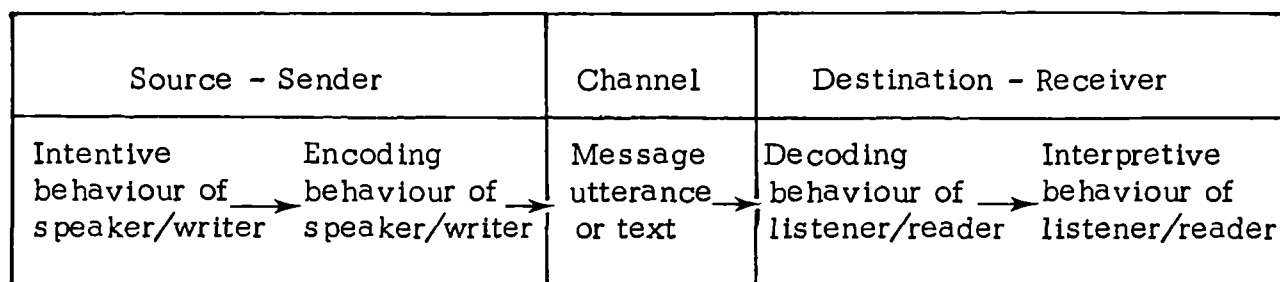 Source - Sender Channel Destination - Receiver
Intentive Encoding Message Decoding Interpretive
behaviour of behaviour of utterance behaviour of behaviour of
speaker/writer speaker/writer or text listener/reader listener/reader